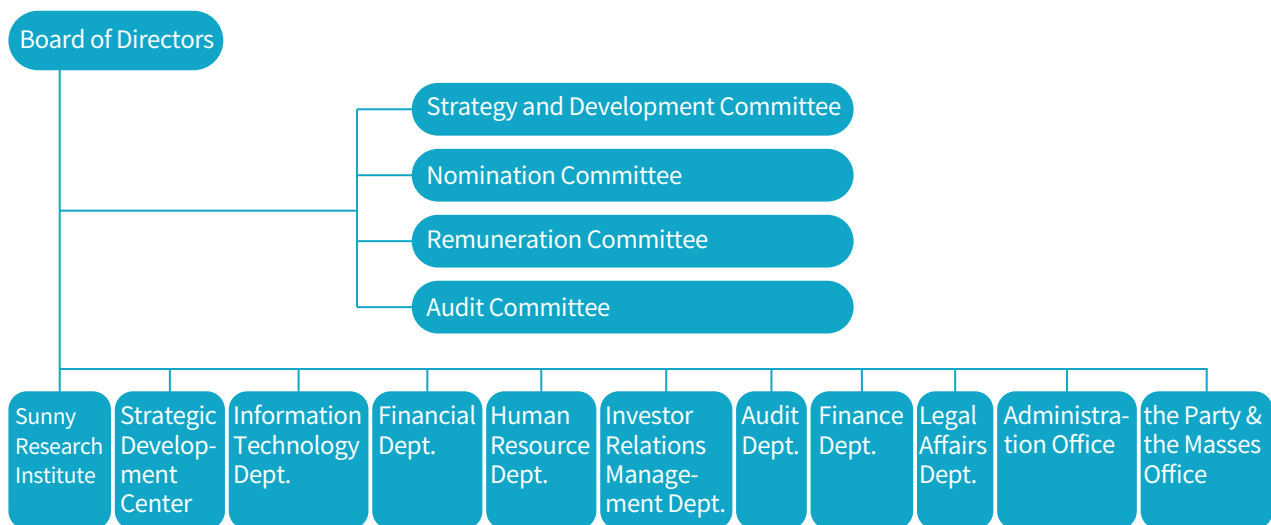 Board of Directors
Strategy and Development Committee
Nomination Committee
Remuneration Committee
Audit Committee
Sunny
Research
Institute
Strategic
Develop-
ment
Center
Information
Technology
Dept.
Financial
Dept.
Human
Resource
Dept.
Investor
Relations
Manage-
ment Dept.
Audit
Dept.
Finance
Dept.
Legal
Affairs
Dept.
Administra-
tion Office
the Party &
the Masses
Office